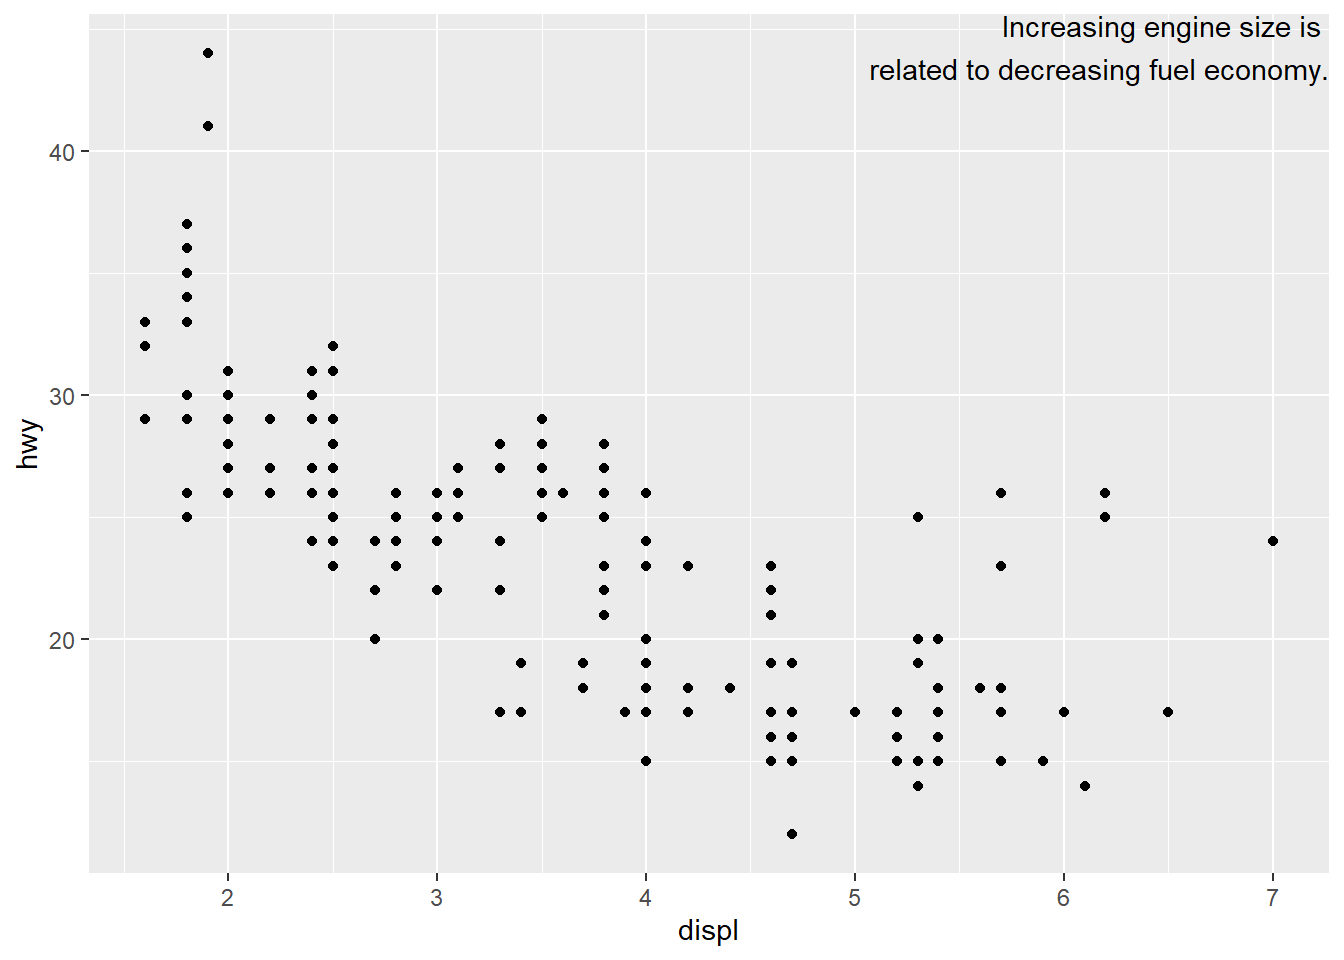 Increasing engine size is
related to decreasing fuel economy.
40
30
20
hwy
2 3 4 5 6 7
displ